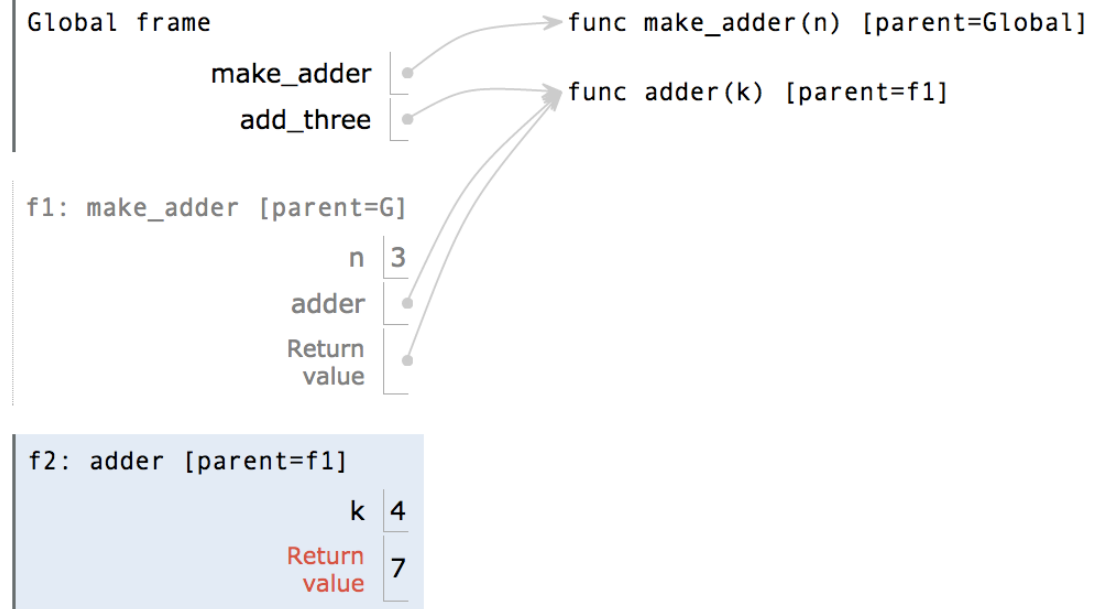 Global frame
func make_adder(n) [parent=Global]
make_adder
func adder(k) [parent=f1]
add_three
f1: make_adder [parent=G]
n 3
adder
Return
value
f2: adder [parent=f1]
k 4
Return
value 7